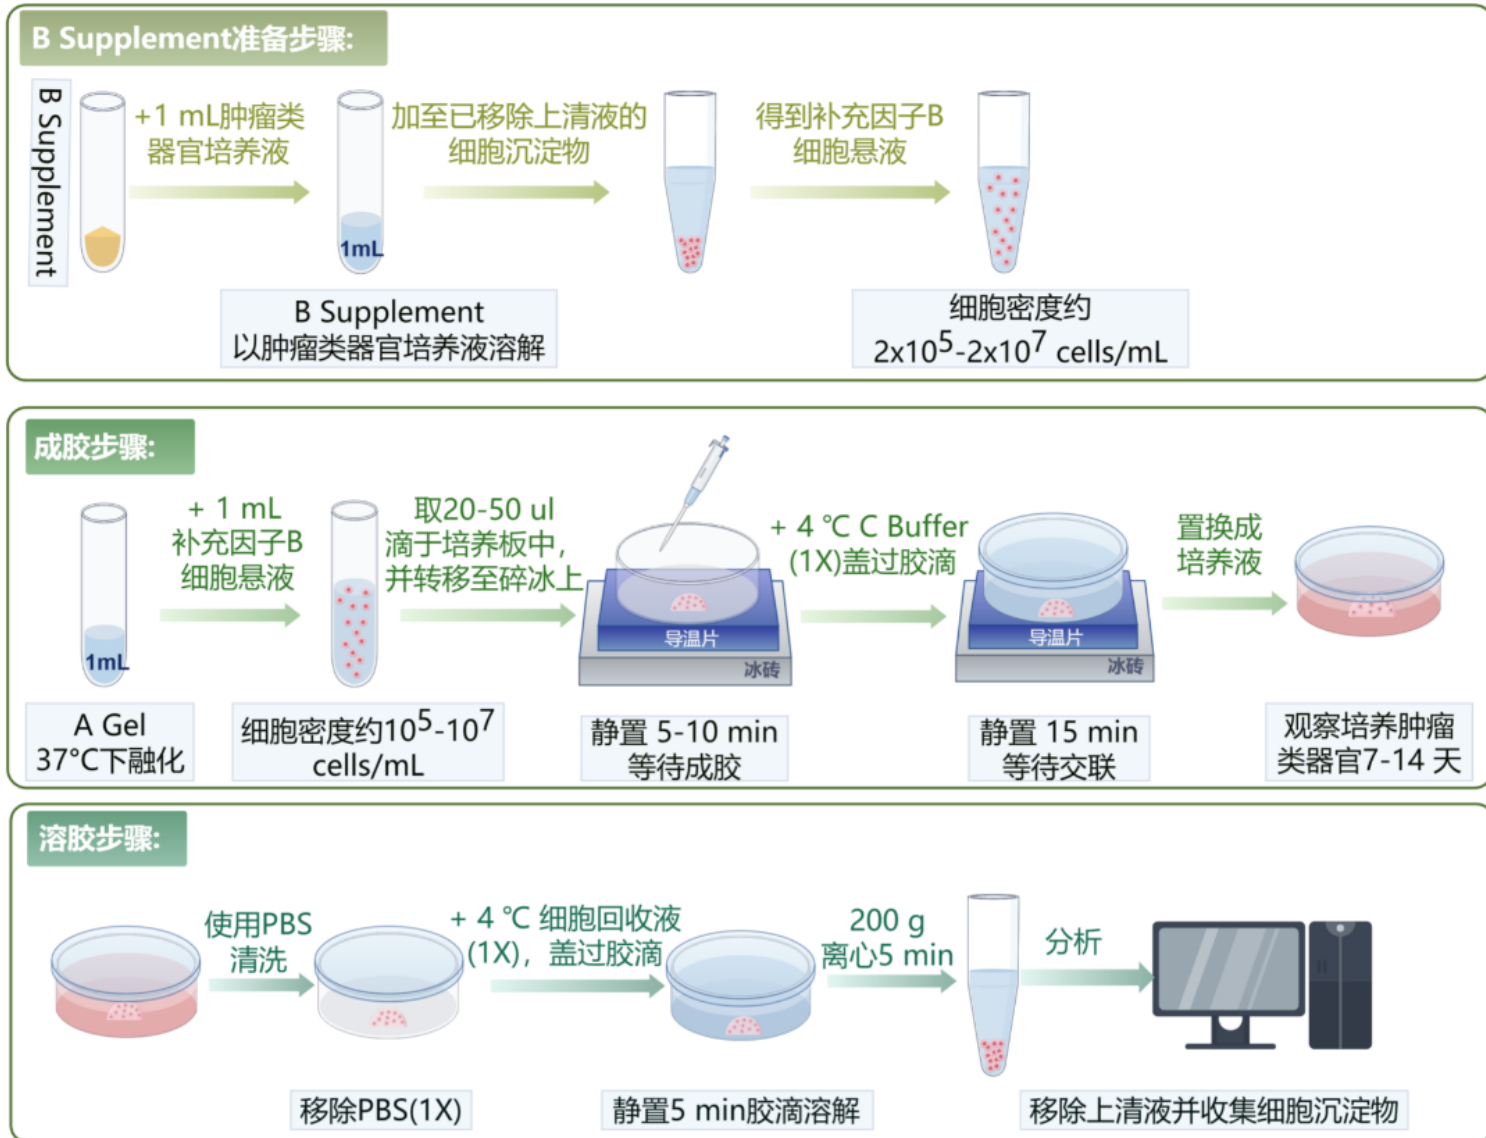 B Supplement准备步骤:
B Supplement
+1 mL肿瘤类
器官培养液
1mL
加至已移除上清液的
细胞沉淀物
得到补充因子B
细胞悬液
B Supplement
以肿瘤类器官培养液溶解
细胞密度约
2x10⁵-2x10⁷ cells/mL
成胶步骤:
1mL
+ 1 mL
补充因子B
细胞悬液
取20-50 ul
滴于培养板中，
并转移至碎冰上
导温片
冰砖
+ 4 ℃ C Buffer
(1X)盖过胶滴
导温片
冰砖
置换成
培养液
A Gel
37°C下融化
细胞密度约10⁵-10⁷
cells/mL
静置 5-10 min
等待成胶
静置 15 min
等待交联
观察培养肿瘤
类器官7-14 天
溶胶步骤:
使用PBS
清洗
+ 4 ℃ 细胞回收液
(1X)，盖过胶滴
200 g
离心5 min
分析
移除PBS(1X)
静置5 min胶滴溶解
移除上清液并收集细胞沉淀物